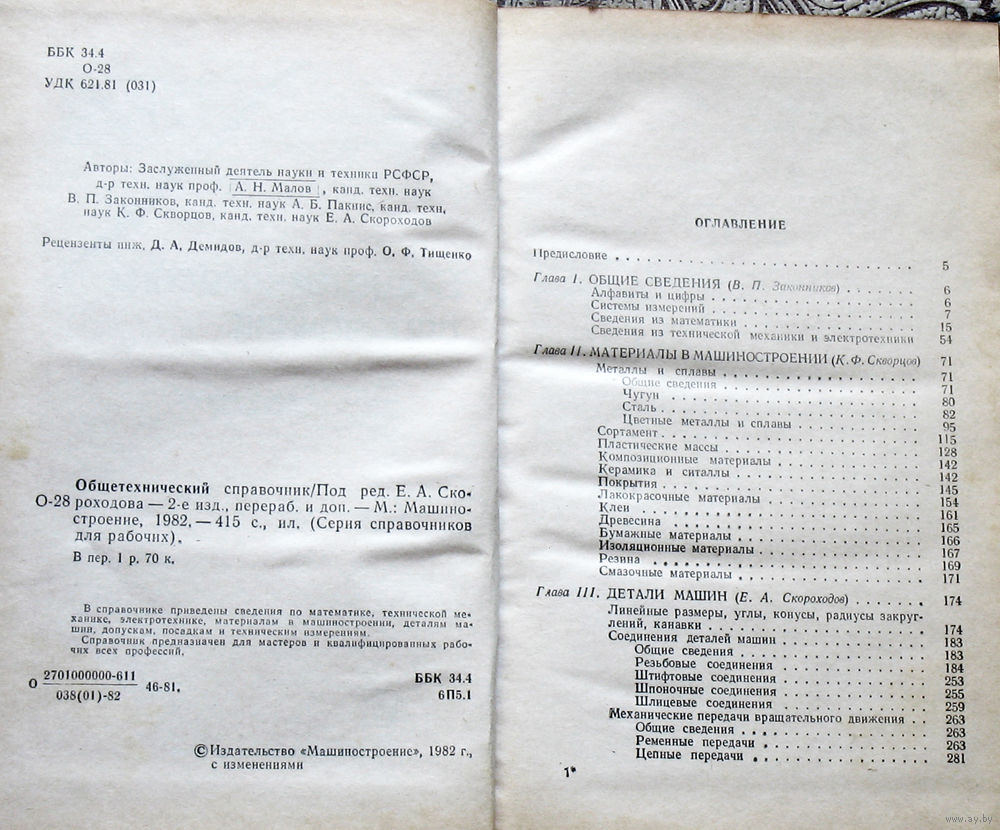 ББК 34.4
О-28
УДК 621.81 (031)
Авторы: Заслуженный деятель науки и техники РСФСР,
д-р техн. наук проф. А. Н. Малов, канд. техн. наук
В. П. Законников, канд. техн. наук А. Б. Пакнис, канд. техн.
наук К. Ф. Скворцов, канд. техн. наук Е. А. Скороходов
Рецензенты инж. Д. А. Демидов, д-р техн. наук проф. О. Ф. Тищенко
Общетехнический справочник/Под ред. Е. А. Ско-
О-28 роходова — 2-е изд., перераб. и доп. — М.: Машино-
строение, 1982. — 415 с., ил. (Серия справочников
для рабочих).
В пер. 1 р. 70 к.
В справочнике приведены сведения по математике, технической ме-
ханике, электротехнике, материалам в машиностроении, деталям ма-
шин, допускам, посадкам и техническим измерениям.
Справочник предназначен для мастеров и квалифицированных рабо-
чих всех профессий.
О 2701000000-611 / 038(01)-82 46-81.
ББК 34.4
6П5.1
© Издательство «Машиностроение», 1982 г.,
с изменениями
ОГЛАВЛЕНИЕ
Предисловие . . . . . . . . . . 5
Глава I. ОБЩИЕ СВЕДЕНИЯ (В. П. Законников) . . . . . . 6
Алфавиты и цифры . . . . . . . . . . 6
Системы измерений . . . . . . . . . . 7
Сведения из математики . . . . . . . . . . 15
Сведения из технической механики и электротехники 54
Глава II. МАТЕРИАЛЫ В МАШИНОСТРОЕНИИ (К. Ф. Скворцов) 71
Металлы и сплавы . . . . . . . . . . 71
Общие сведения . . . . . . . . . . 71
Чугун . . . . . . . . . . 80
Сталь . . . . . . . . . . 82
Цветные металлы и сплавы . . . . . . . . . . 95
Сортамент . . . . . . . . . . 115
Пластические массы . . . . . . . . . . 128
Композиционные материалы . . . . . . . . . . 142
Керамика и ситаллы . . . . . . . . . . 142
Покрытия . . . . . . . . . . 145
Лакокрасочные материалы . . . . . . . . . . 154
Клеи . . . . . . . . . . 161
Древесина . . . . . . . . . . 165
Бумажные материалы . . . . . . . . . . 166
Изоляционные материалы . . . . . . . . . . 167
Резина . . . . . . . . . . 169
Смазочные материалы . . . . . . . . . . 171
Глава III. ДЕТАЛИ МАШИН (Е. А. Скороходов) . . . . . . 174
Линейные размеры, углы, конусы, радиусы закруг-
лений, канавки . . . . . . . . . . 174
Соединения деталей машин . . . . . . . . . . 183
Общие сведения . . . . . . . . . . 183
Резьбовые соединения . . . . . . . . . . 184
Штифтовые соединения . . . . . . . . . . 253
Шпоночные соединения . . . . . . . . . . 255
Шлицевые соединения . . . . . . . . . . 259
Механические передачи вращательного движения . . 263
Общие сведения . . . . . . . . . . 263
Ременные передачи . . . . . . . . . . 263
Цепные передачи . . . . . . . . . . 281
1*
www.ay.by